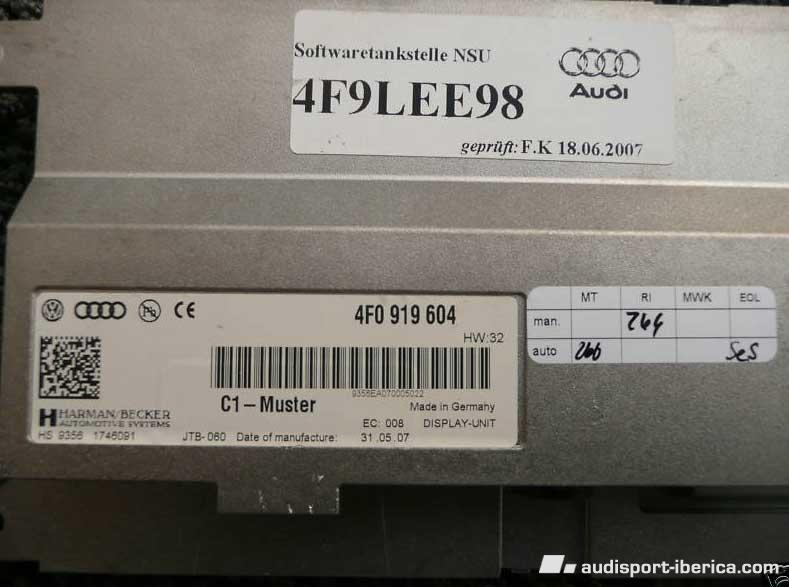 Softwaretankstelle NSU
4F9LEE98
Audi
geprüft: F.K 18.06.2007
4F0 919 604
HW:32
9356EA070005022
C1-Muster
Made in Germany
HARMAN/BECKER
AUTOMOTIVE SYSTEMS
EC: 008 DISPLAY-UNIT
HS 9356 1746091 JTB-060 Date of manufacture: 31.05.07
MT RI MWK EOL
man. 264
auto 266 SeS
audisport-iberica.com